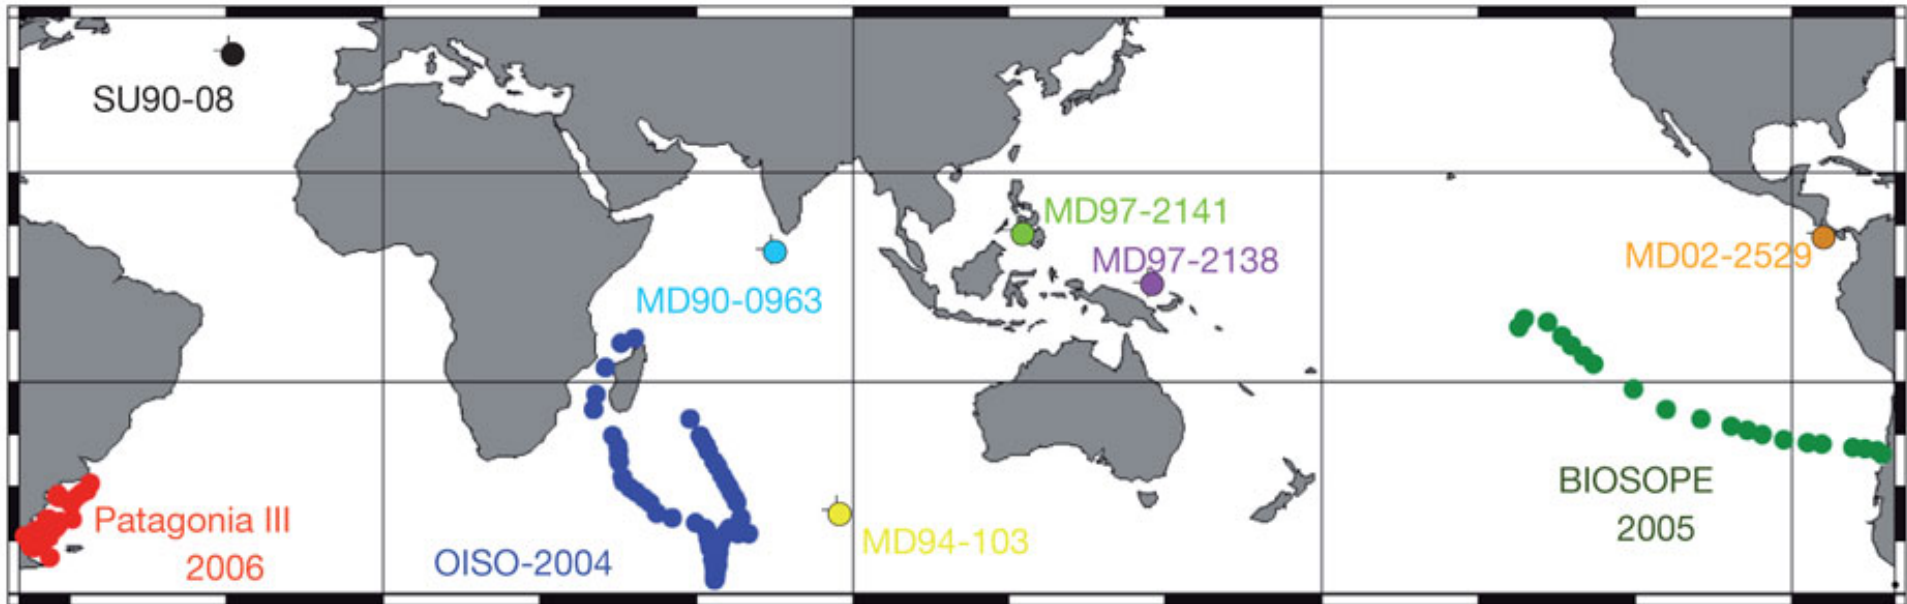 SU90-08
MD97-2141
MD97-2138
MD02-2529
MD90-0963
BIOSOPE
2005
Patagonia III
2006
OISO-2004
MD94-103